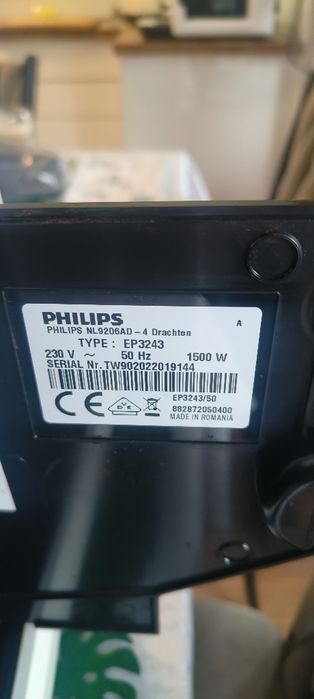 PHILIPS
A
PHILIPS NL9206AD-4 Drachten
TYPE : EP3243
230 V ~ 50 Hz 1500 W
SERIAL Nr. TW902022019144
CE
EP3243/50
882872050400
MADE IN ROMANIA